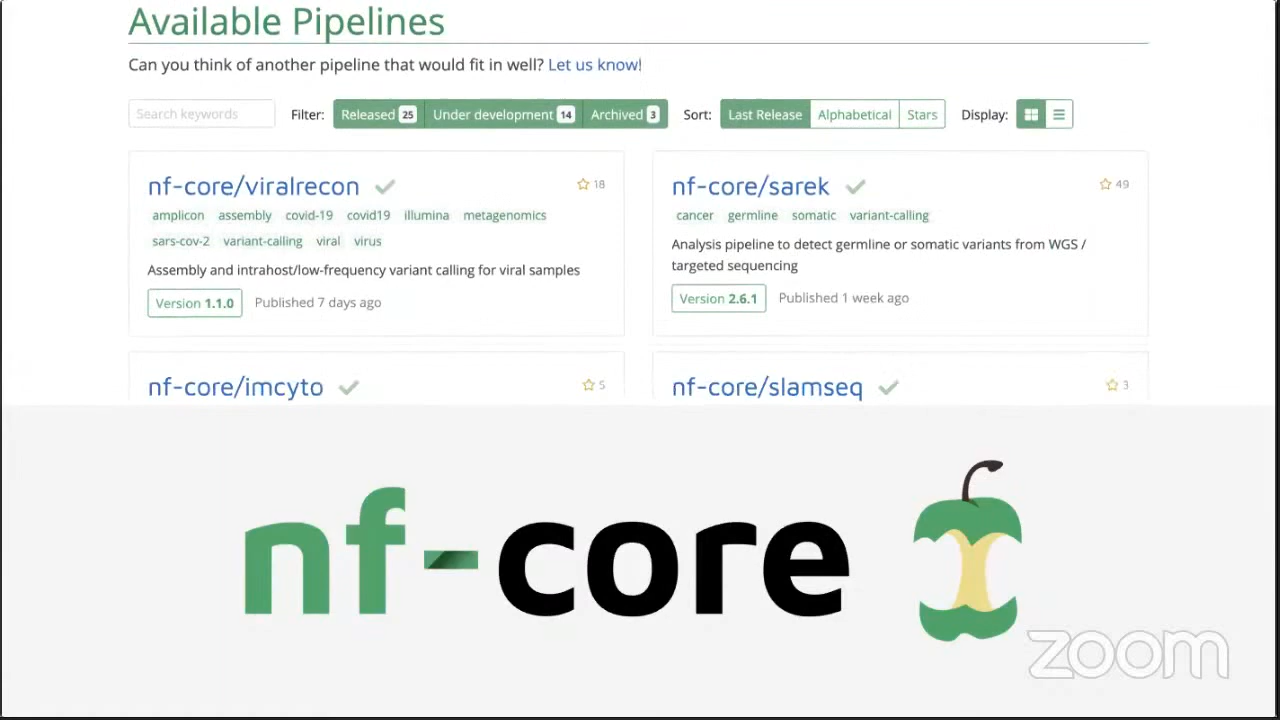 Available Pipelines
Can you think of another pipeline that would fit in well? Let us know!
Search keywords Filter: Released 25 Under development 14 Archived 3 Sort: Last Release Alphabetical Stars Display:
nf-core/viralrecon 18
amplicon assembly covid-19 covid19 illumina metagenomics
sars-cov-2 variant-calling viral virus
Assembly and intrahost/low-frequency variant calling for viral samples
Version 1.1.0 Published 7 days ago
nf-core/sarek 49
cancer germline somatic variant-calling
Analysis pipeline to detect germline or somatic variants from WGS /
targeted sequencing
Version 2.6.1 Published 1 week ago
nf-core/imcyto 5
nf-core/slamseq 3
nf-core
zoom